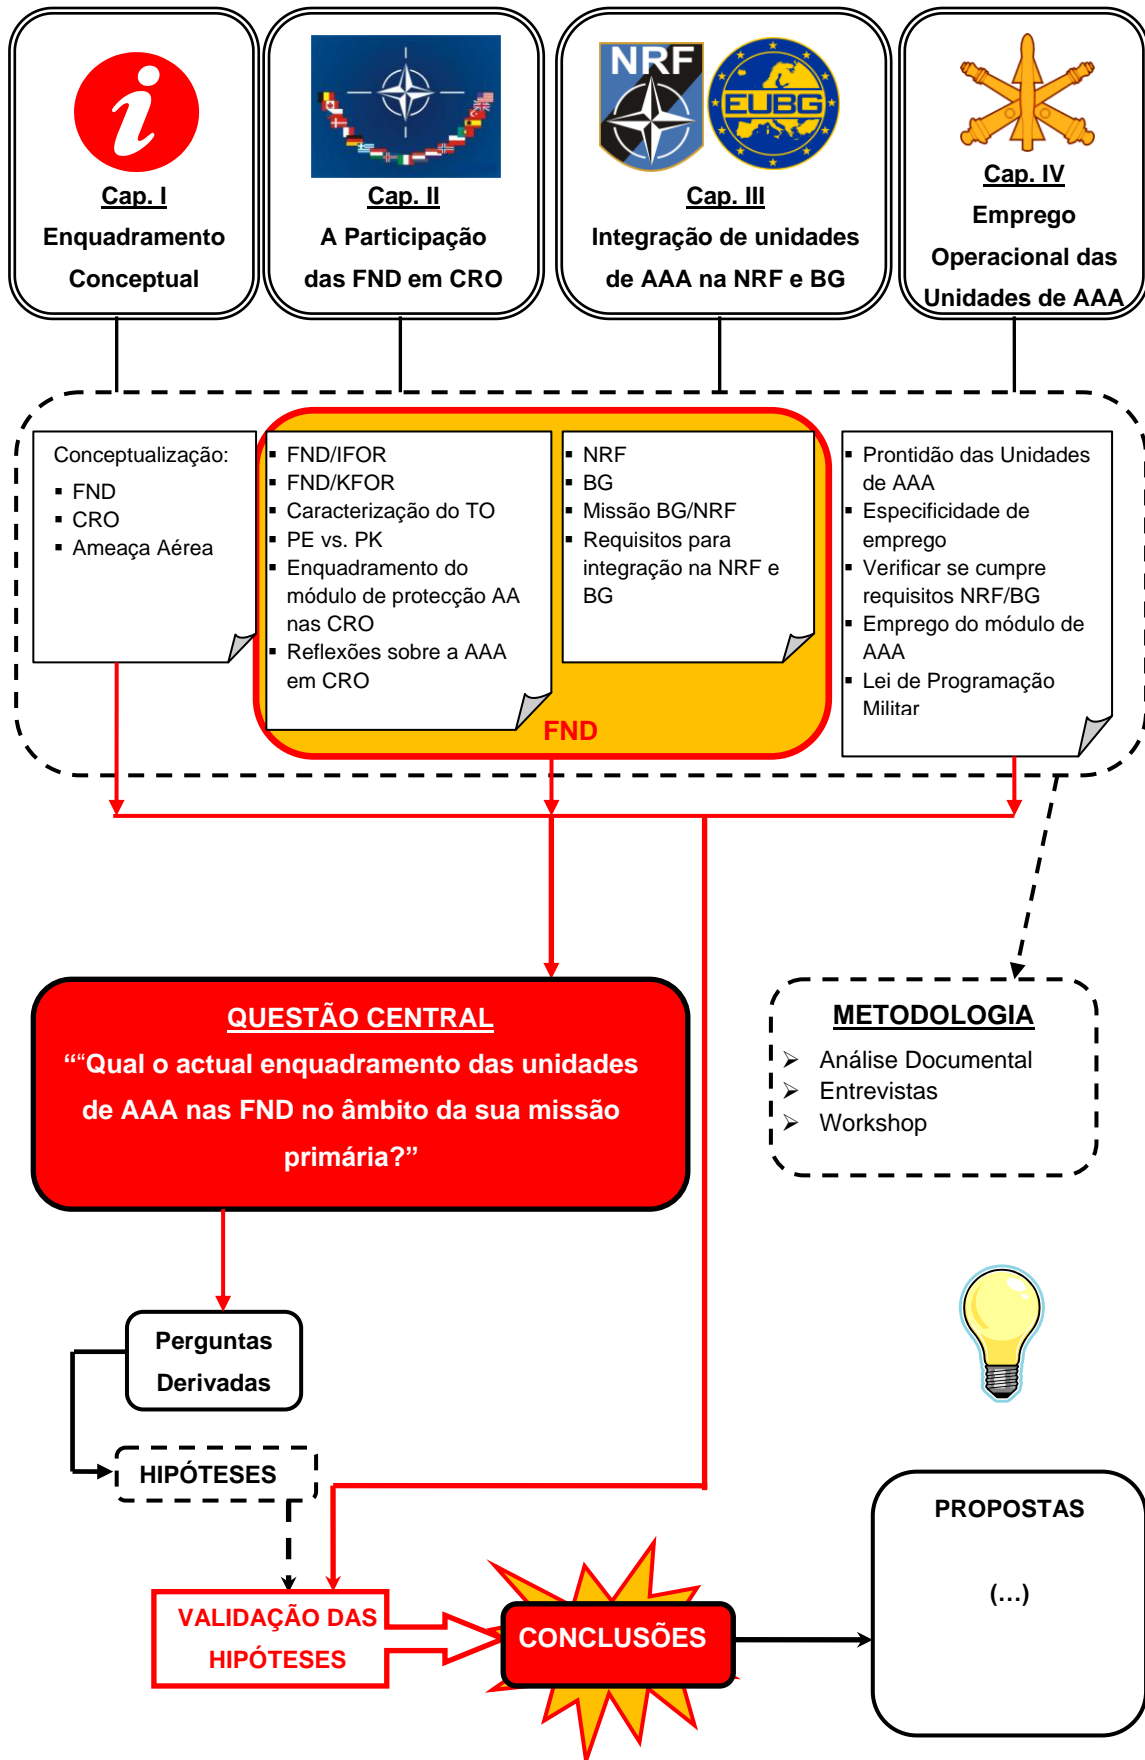 Cap. I
Enquadramento
Conceptual
Cap. II
A Participação
das FND em CRO
NRF
EUBG
Cap. III
Integração de unidades
de AAA na NRF e BG
Cap. IV
Emprego
Operacional das
Unidades de AAA
Conceptualização:
▪ FND
▪ CRO
▪ Ameaça Aérea
▪ FND/IFOR
▪ FND/KFOR
▪ Caracterização do TO
▪ PE vs. PK
▪ Enquadramento do
módulo de protecção AA
nas CRO
▪ Reflexões sobre a AAA
em CRO
▪ NRF
▪ BG
▪ Missão BG/NRF
▪ Requisitos para
integração na NRF e
BG
▪ Prontidão das Unidades
de AAA
▪ Especificidade de
emprego
▪ Verificar se cumpre
requisitos NRF/BG
▪ Emprego do módulo de
AAA
▪ Lei de Programação
Militar
FND
QUESTÃO CENTRAL
““Qual o actual enquadramento das unidades
de AAA nas FND no âmbito da sua missão
primária?”
METODOLOGIA
➢ Análise Documental
➢ Entrevistas
➢ Workshop
Perguntas
Derivadas
HIPÓTESES
VALIDAÇÃO DAS
HIPÓTESES
CONCLUSÕES
PROPOSTAS
(...)